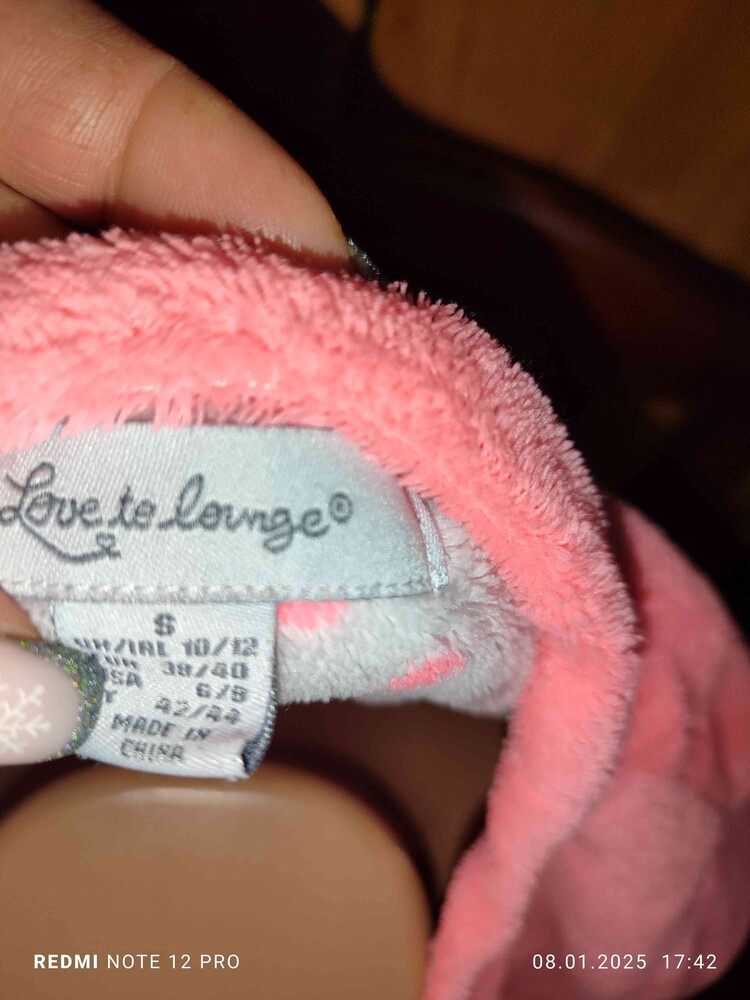 Love to lounge®
S
UK/IRL 10/12
EUR 38/40
USA 6/8
42/44
MADE IN
CHINA
REDMI NOTE 12 PRO
08.01.2025 17:42